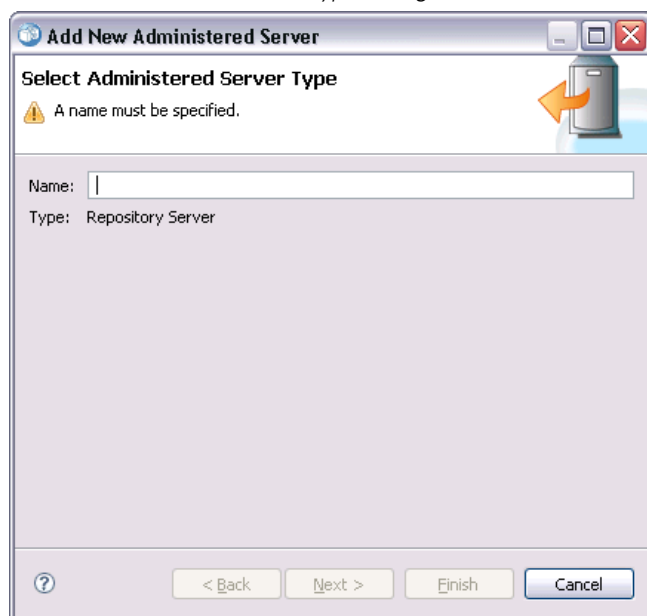 Add New Administered Server
Select Administered Server Type
A name must be specified.
Name:
Type: Repository Server
< Back Next > Finish Cancel